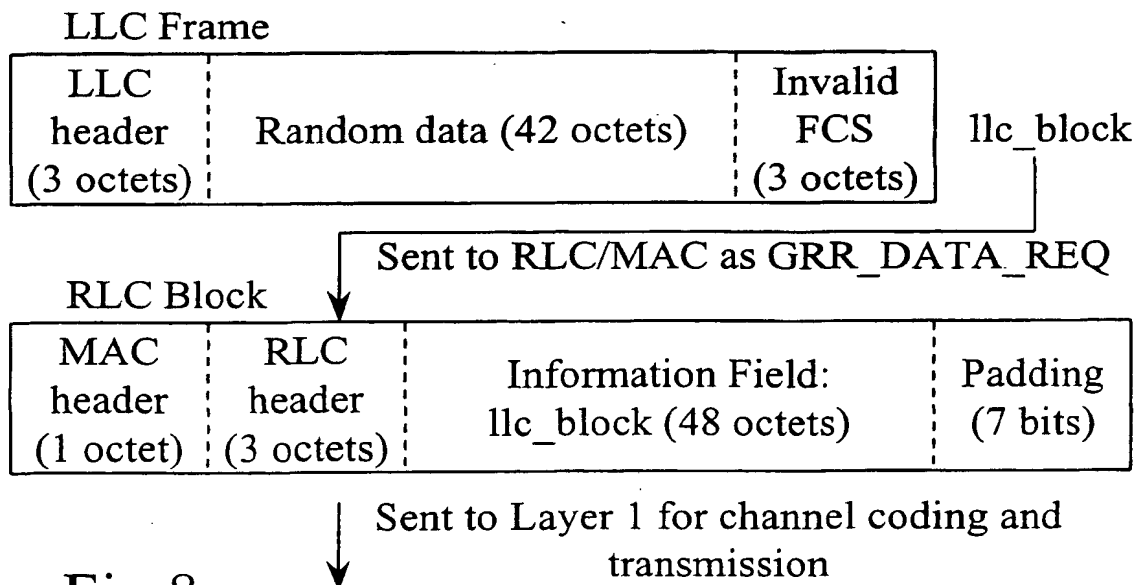 LLC Frame
LLC
header
(3 octets)
Random data (42 octets)
Invalid
FCS
(3 octets)
llc_block
Sent to RLC/MAC as GRR_DATA_REQ
RLC Block
MAC
header
(1 octet)
RLC
header
(3 octets)
Information Field:
llc_block (48 octets)
Padding
(7 bits)
Sent to Layer 1 for channel coding and
transmission
Fig 8